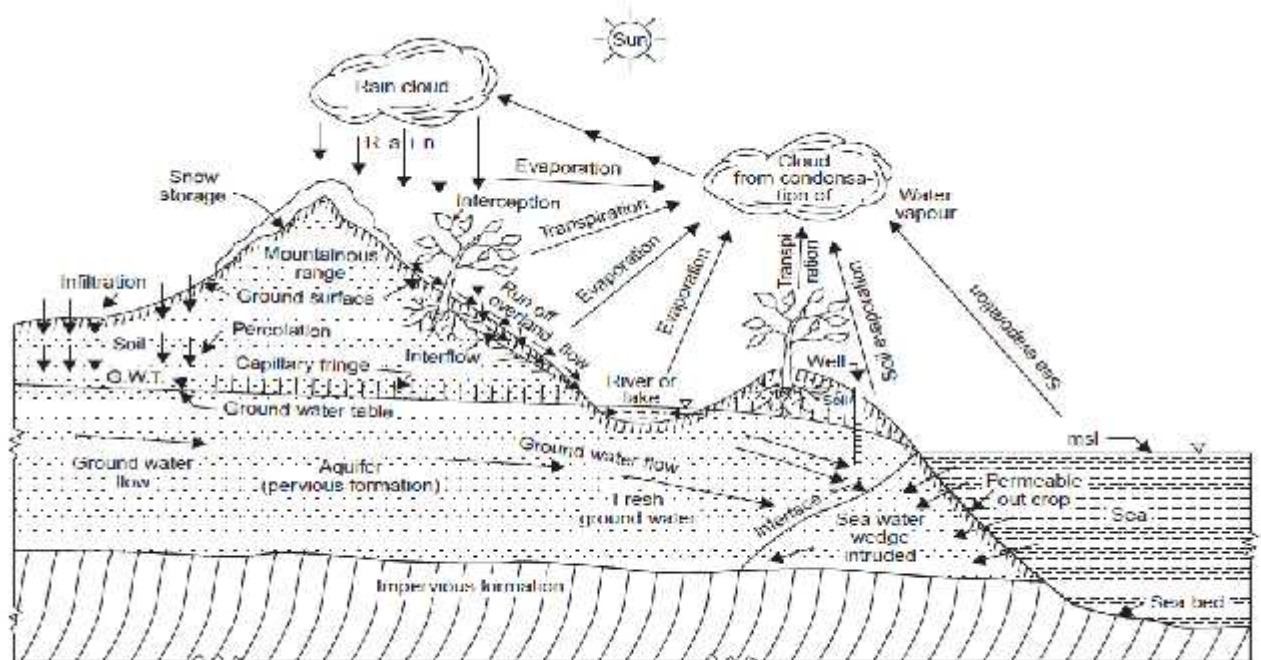 Sun
Rain cloud
Rain
Snow
storage
Evaporation
Interception
Transpiration
Evaporation
Evaporation
Cloud
from condensa-
tion of
Water
vapour
Transpi
ration
Soil evaporation
Sea evaporation
Infiltration
Mountainous
range
Ground surface
Run off
overland
flow
Soil
Percolation
Interflow
Capillary fringe
G.W.T.
Ground water table
River or
lake
Well
Soil
msl
Ground water
flow
Aquifer
(pervious formation)
Ground water flow
Fresh
ground water
Interface
Sea water
wedge
intruded
Permeable
out crop
Sea
Impervious formation
Sea bed